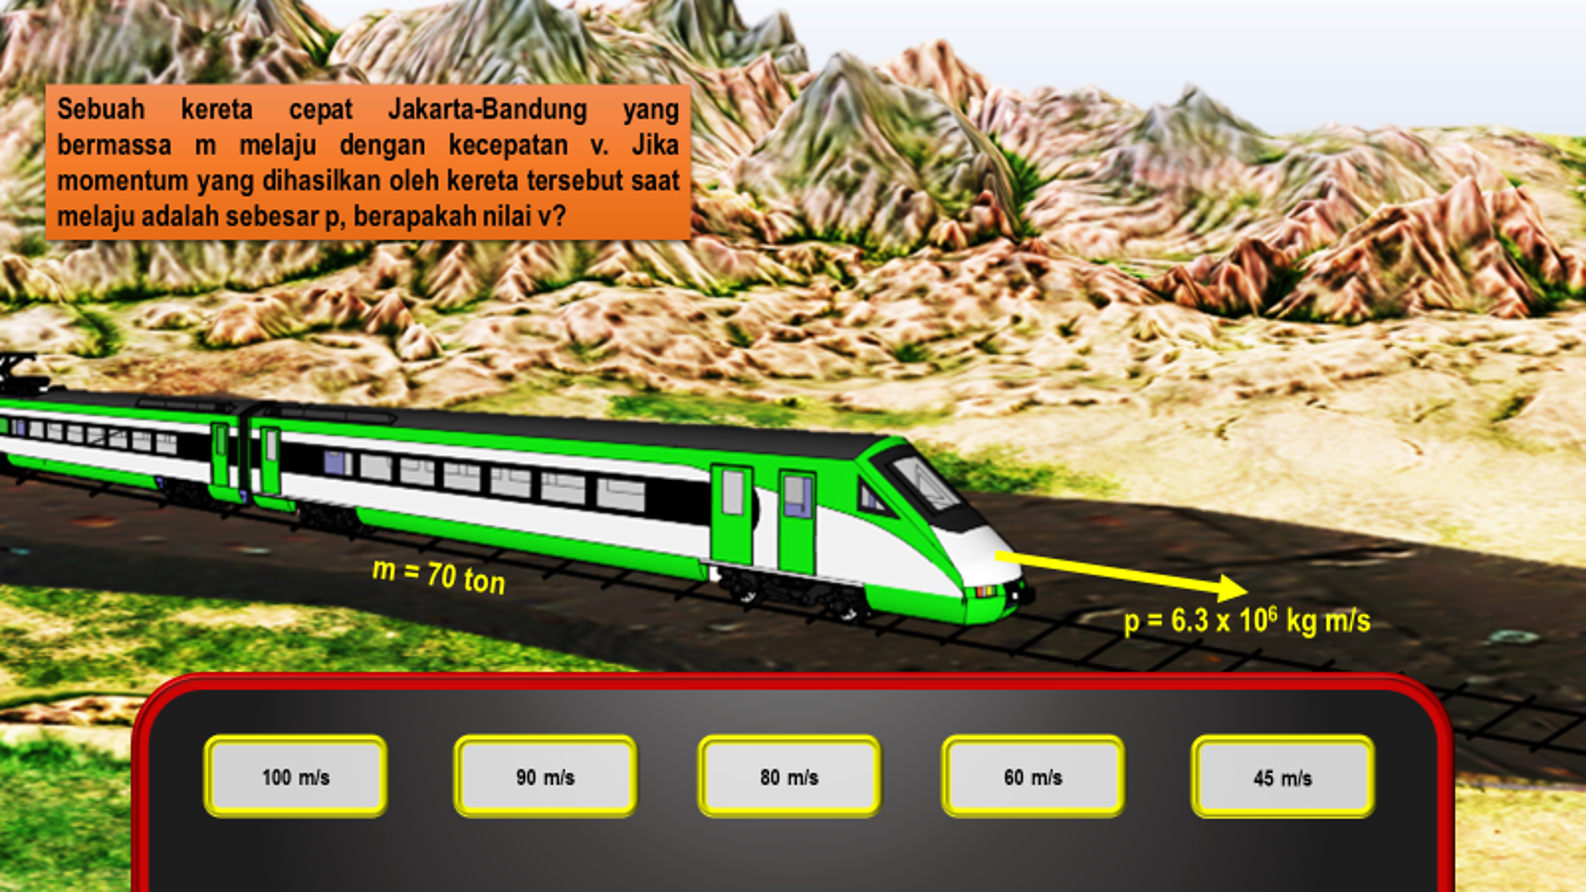 Sebuah kereta cepat Jakarta-Bandung yang
bermassa m melaju dengan kecepatan v. Jika
momentum yang dihasilkan oleh kereta tersebut saat
melaju adalah sebesar p, berapakah nilai v?
m = 70 ton
p = 6.3 x 10⁶ kg m/s
100 m/s
90 m/s
80 m/s
60 m/s
45 m/s